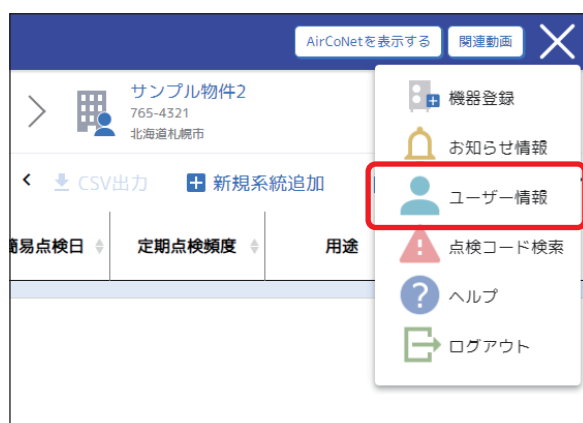 AirCoNetを表示する 関連動画
サンプル物件2
765-4321
北海道札幌市
CSV出力 新規系統追加
易点検日 定期点検頻度 用途
機器登録
お知らせ情報
ユーザー情報
点検コード検索
ヘルプ
ログアウト